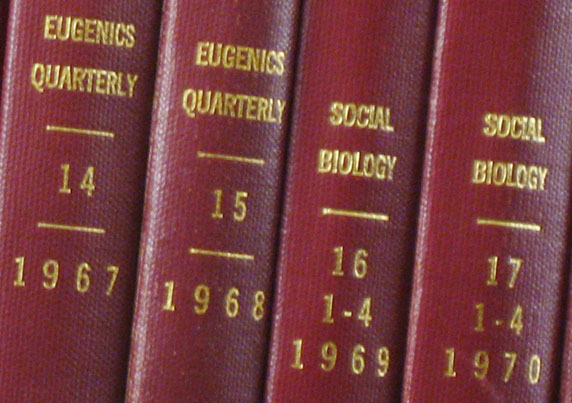 EUGENICS
QUARTERLY
14
1967
EUGENICS
QUARTERLY
15
1968
SOCIAL
BIOLOGY
16
1-4
1969
SOCIAL
BIOLOGY
17
1-4
1970